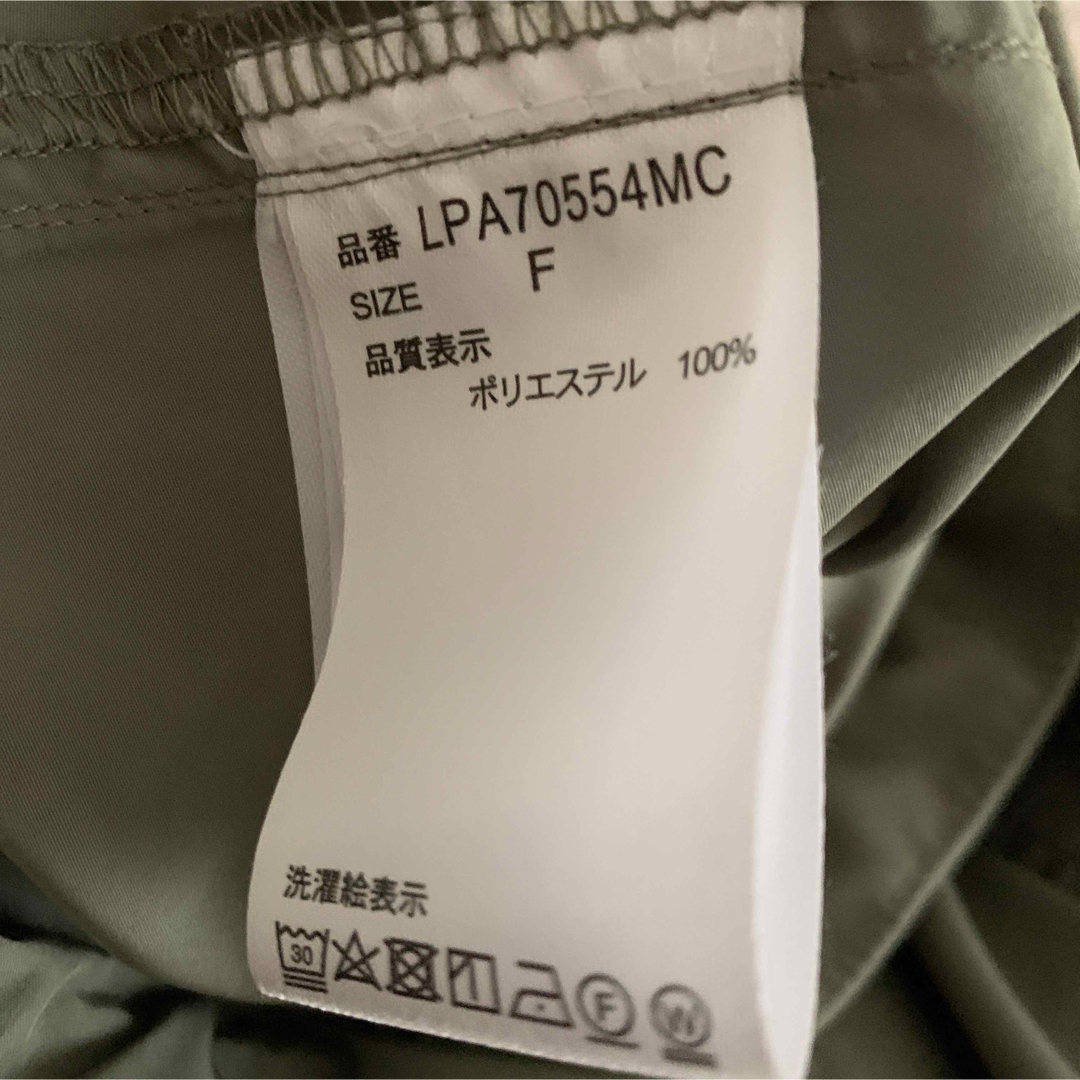 品番 LPA70554MC
SIZE F
品質表示
ポリエステル 100%
洗濯絵表示
30 F W